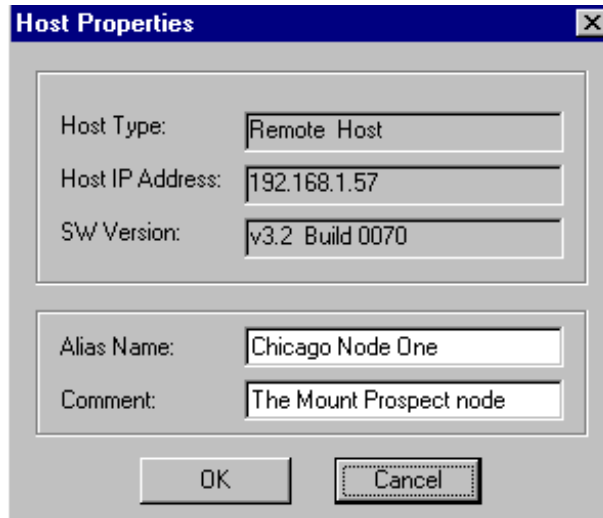 Host Properties
Host Type: Remote  Host
Host IP Address: 192.168.1.57
SW Version: v3.2  Build 0070
Alias Name: Chicago Node One
Comment: The Mount Prospect node
OK Cancel